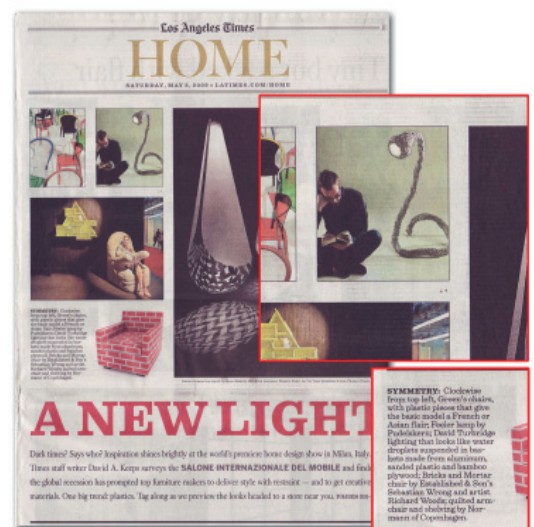 Los Angeles Times
HOME
SATURDAY, MAY 2, 2009 • LATIMES.COM/HOME
A NEW LIGHT
Dark times? Says who? Inspiration shines brightly at the world's premiere home design show in Milan, Italy.
Times staff writer David A. Keeps surveys the SALONE INTERNAZIONALE DEL MOBILE and finds
the global recession has prompted top furniture makers to deliver style with restraint — and to get creative
materials. One big trend: plastics. Tag along as we preview the looks headed to a store near you.
SYMMETRY: Clockwise
from top left, Green's chairs,
with plastic pieces that give
the basic model a French or
Asian flair; Feeler lamp by
Pudelskern; David Turbridge
lighting that looks like water
droplets suspended in bas-
kets made from aluminum,
sanded plastic and bamboo
plywood; Bricks and Mortar
chair by Established & Son's
Sebastian Wrong and artist
Richard Woods; quilted arm-
chair and shelving by Nor-
mann of Copenhagen.